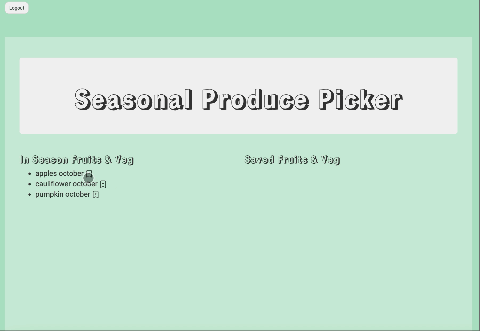 Logout
Seasonal Produce Picker
In Season Fruits & Veg
apples october
cauliflower october
pumpkin october
Saved Fruits & Veg